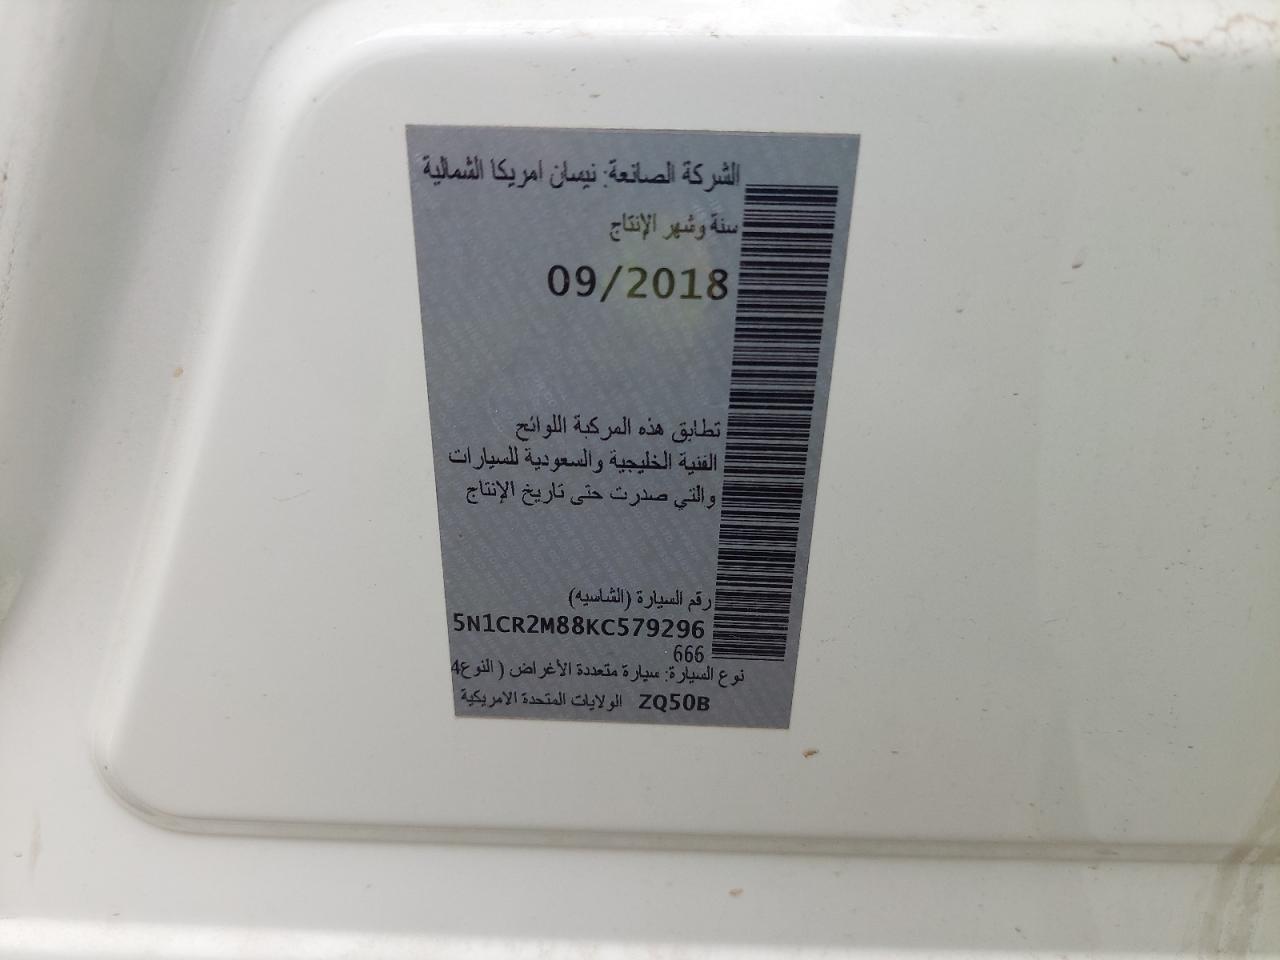 الشركة الصانعة: نيسان امريكا الشمالية
سنة وشهر الإنتاج
09/2018
تطابق هذه المركبة اللوائح
الفنية الخليجية والسعودية للسيارات
والتي صدرت حتى تاريخ الإنتاج
رقم السيارة (الشاسيه)
5N1CR2M88KC579296
666
نوع السيارة: سيارة متعددة الأغراض ( النوع4
ZQ50B الولايات المتحدة الامريكية